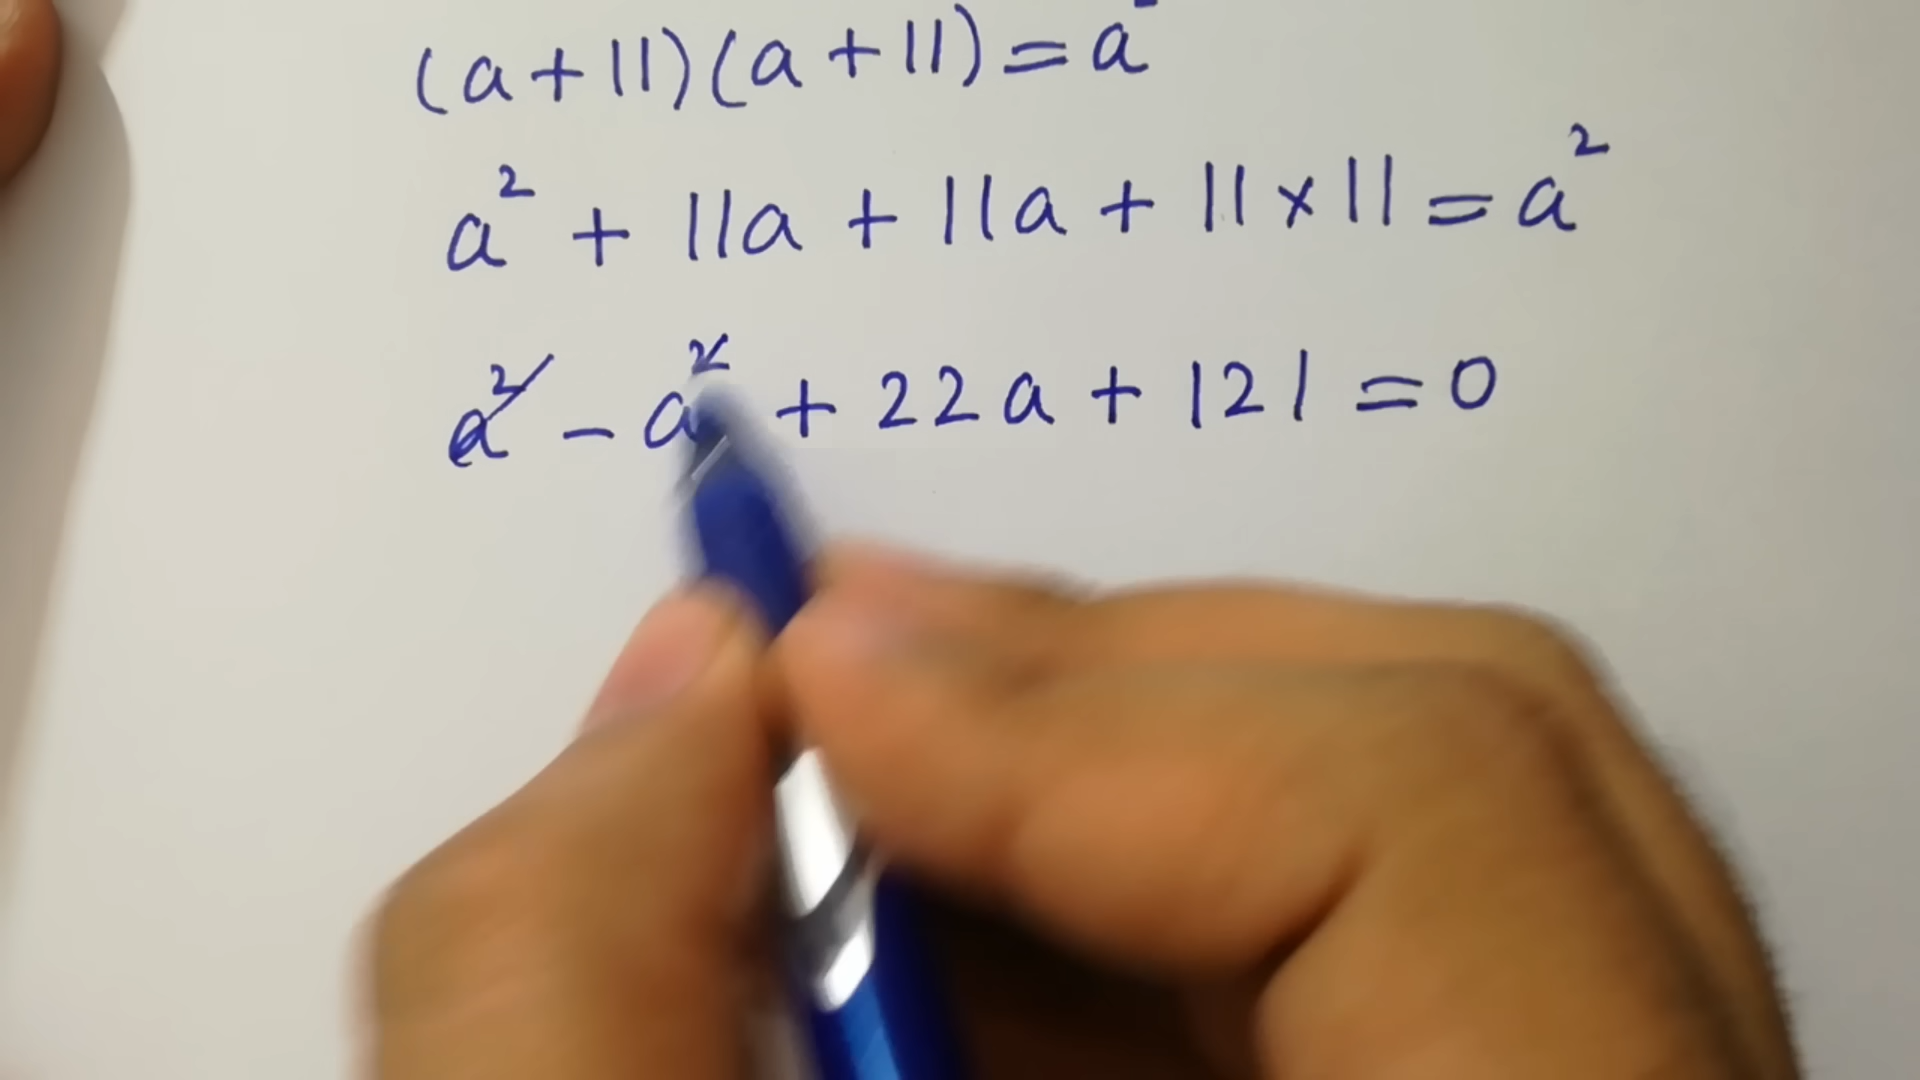 (a+11)(a+11)=a²
a² + 11a + 11a + 11×11 = a²
a² - a² + 22a + 121 = 0